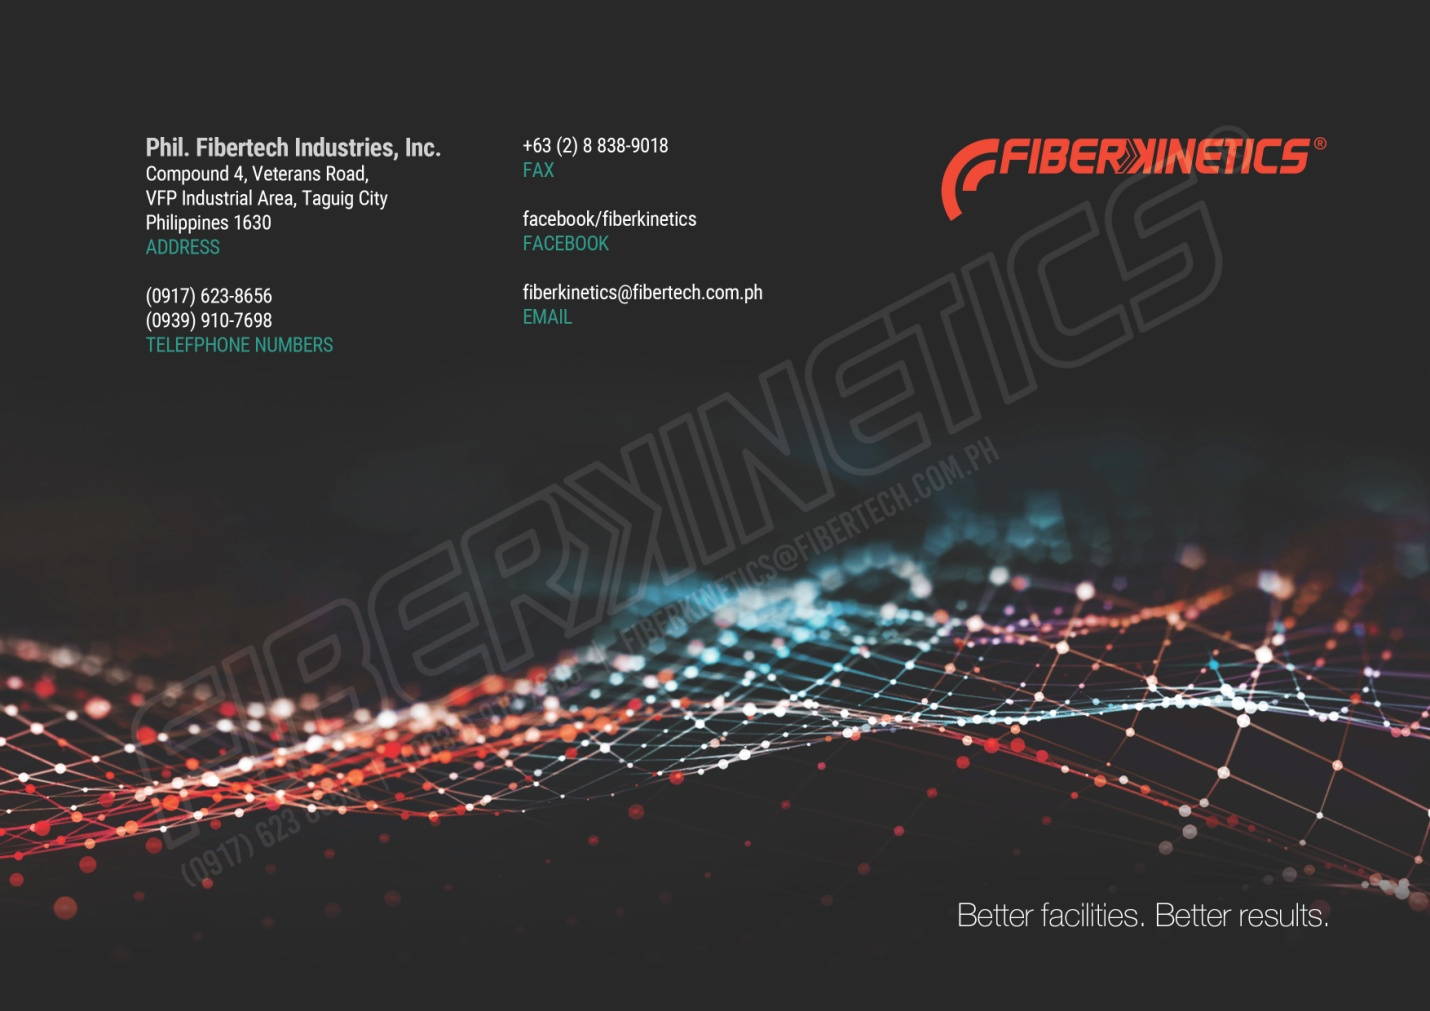 Phil. Fibertech Industries, Inc.
Compound 4, Veterans Road,
VFP Industrial Area, Taguig City
Philippines 1630
ADDRESS
(0917) 623-8656
(0939) 910-7698
TELEFPHONE NUMBERS
+63 (2) 8 838-9018
FAX
facebook/fiberkinetics
FACEBOOK
fiberkinetics@fibertech.com.ph
EMAIL
FIBERKINETICS®
FIBERKINETICS®
(0917) 623 FIBERKINETICS@FIBERTECH.COM.PH
Better facilities. Better results.